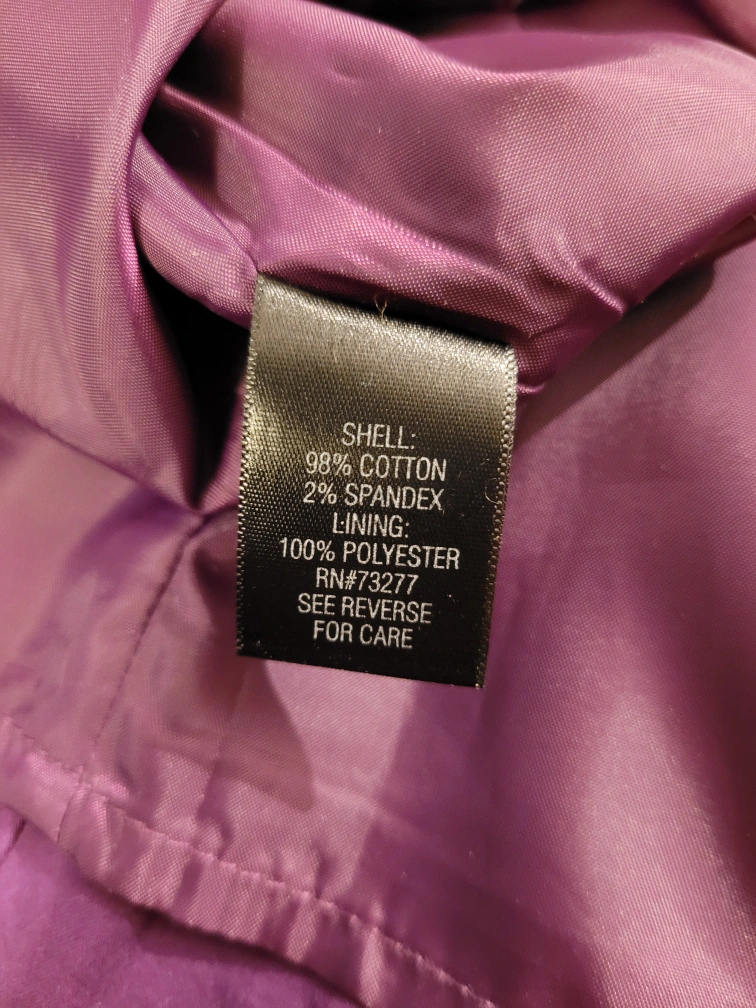 SHELL:
98% COTTON
2% SPANDEX
LINING:
100% POLYESTER
RN#73277
SEE REVERSE
FOR CARE